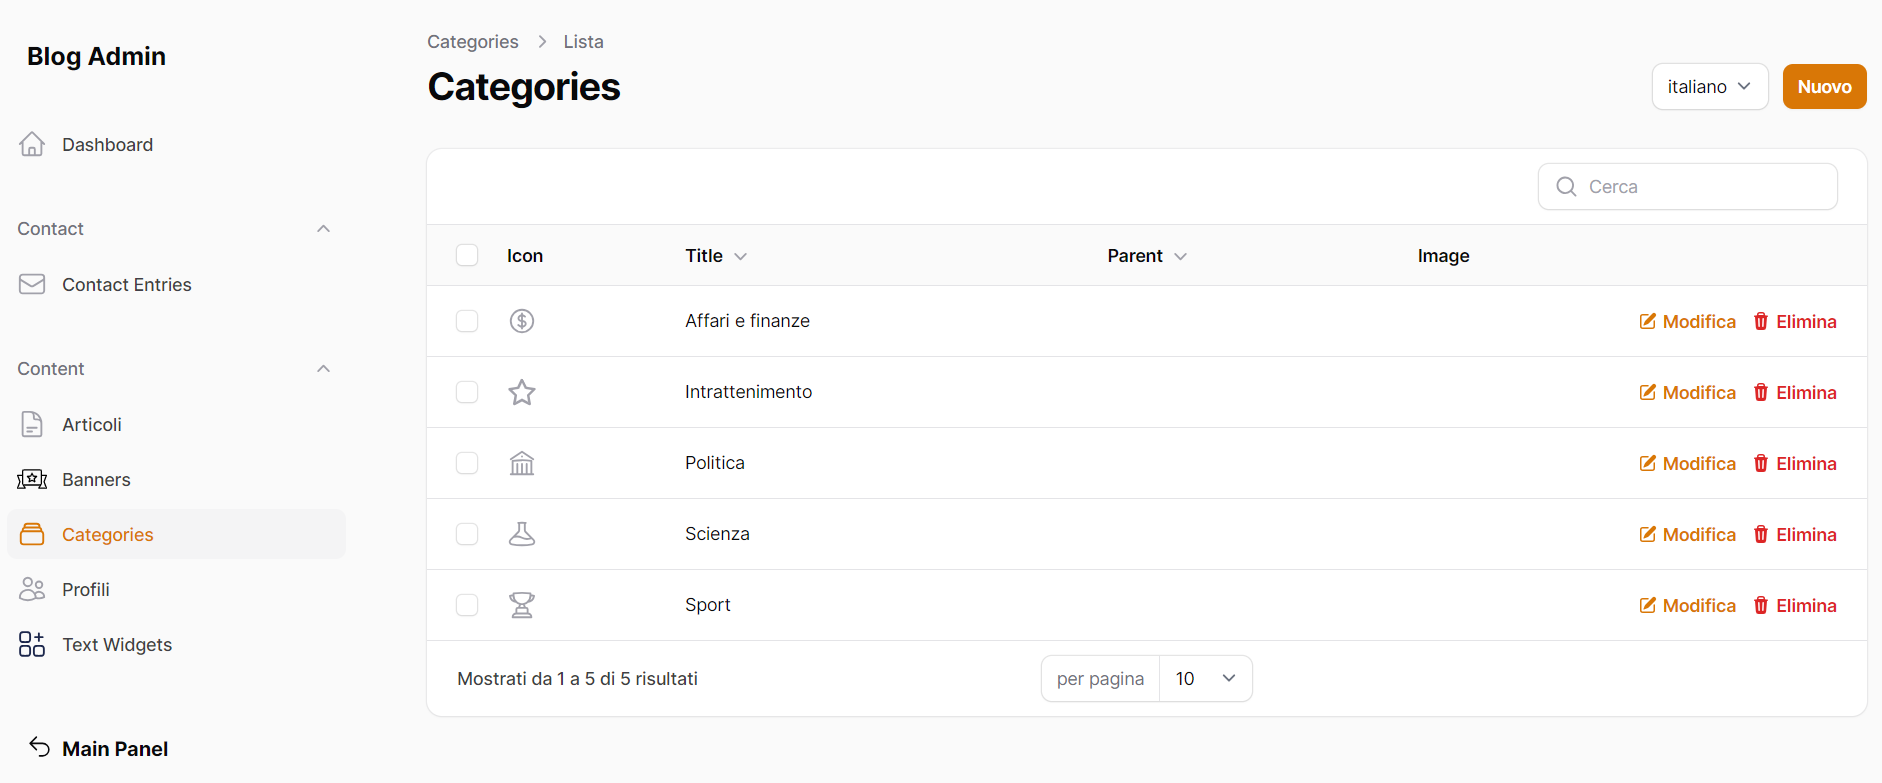 Blog Admin
Dashboard
Contact
Contact Entries
Content
Articoli
Banners
Categories
Profili
Text Widgets
Main Panel
Categories > Lista
Categories
italiano
Nuovo
Cerca
Icon Title Parent Image
Affari e finanze Modifica Elimina
Intrattenimento Modifica Elimina
Politica Modifica Elimina
Scienza Modifica Elimina
Sport Modifica Elimina
Mostrati da 1 a 5 di 5 risultati per pagina 10